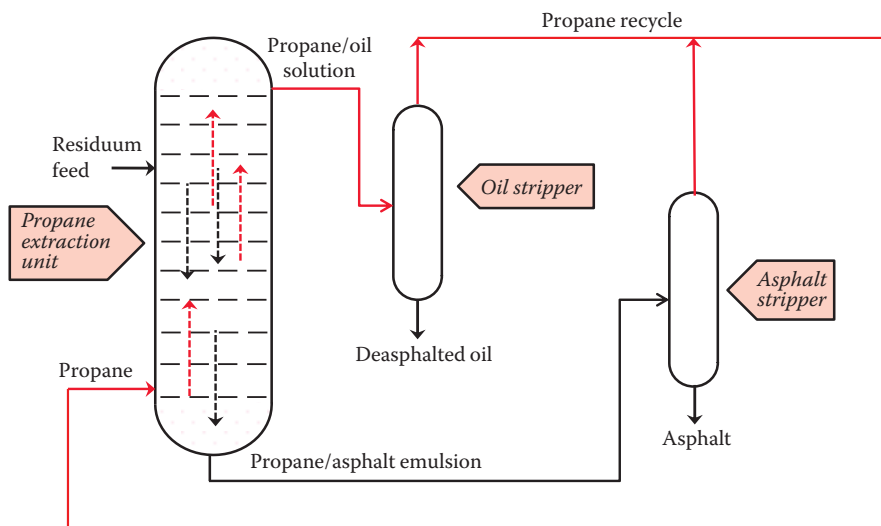 Propane recycle
Propane/oil
solution
Residuum
feed
Oil stripper
Propane
extraction
unit
Asphalt
stripper
Deasphalted oil
Propane
Asphalt
Propane/asphalt emulsion